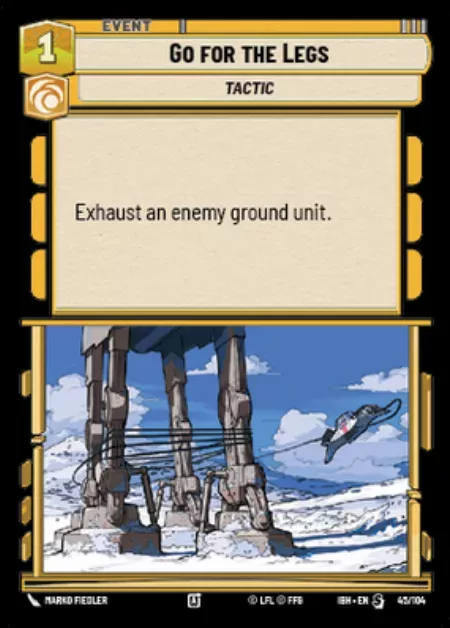 EVENT
1
GO FOR THE LEGS
TACTIC
Exhaust an enemy ground unit.
MARKO FIEDLER
© LFL © FFG
IBH • EN
45/104